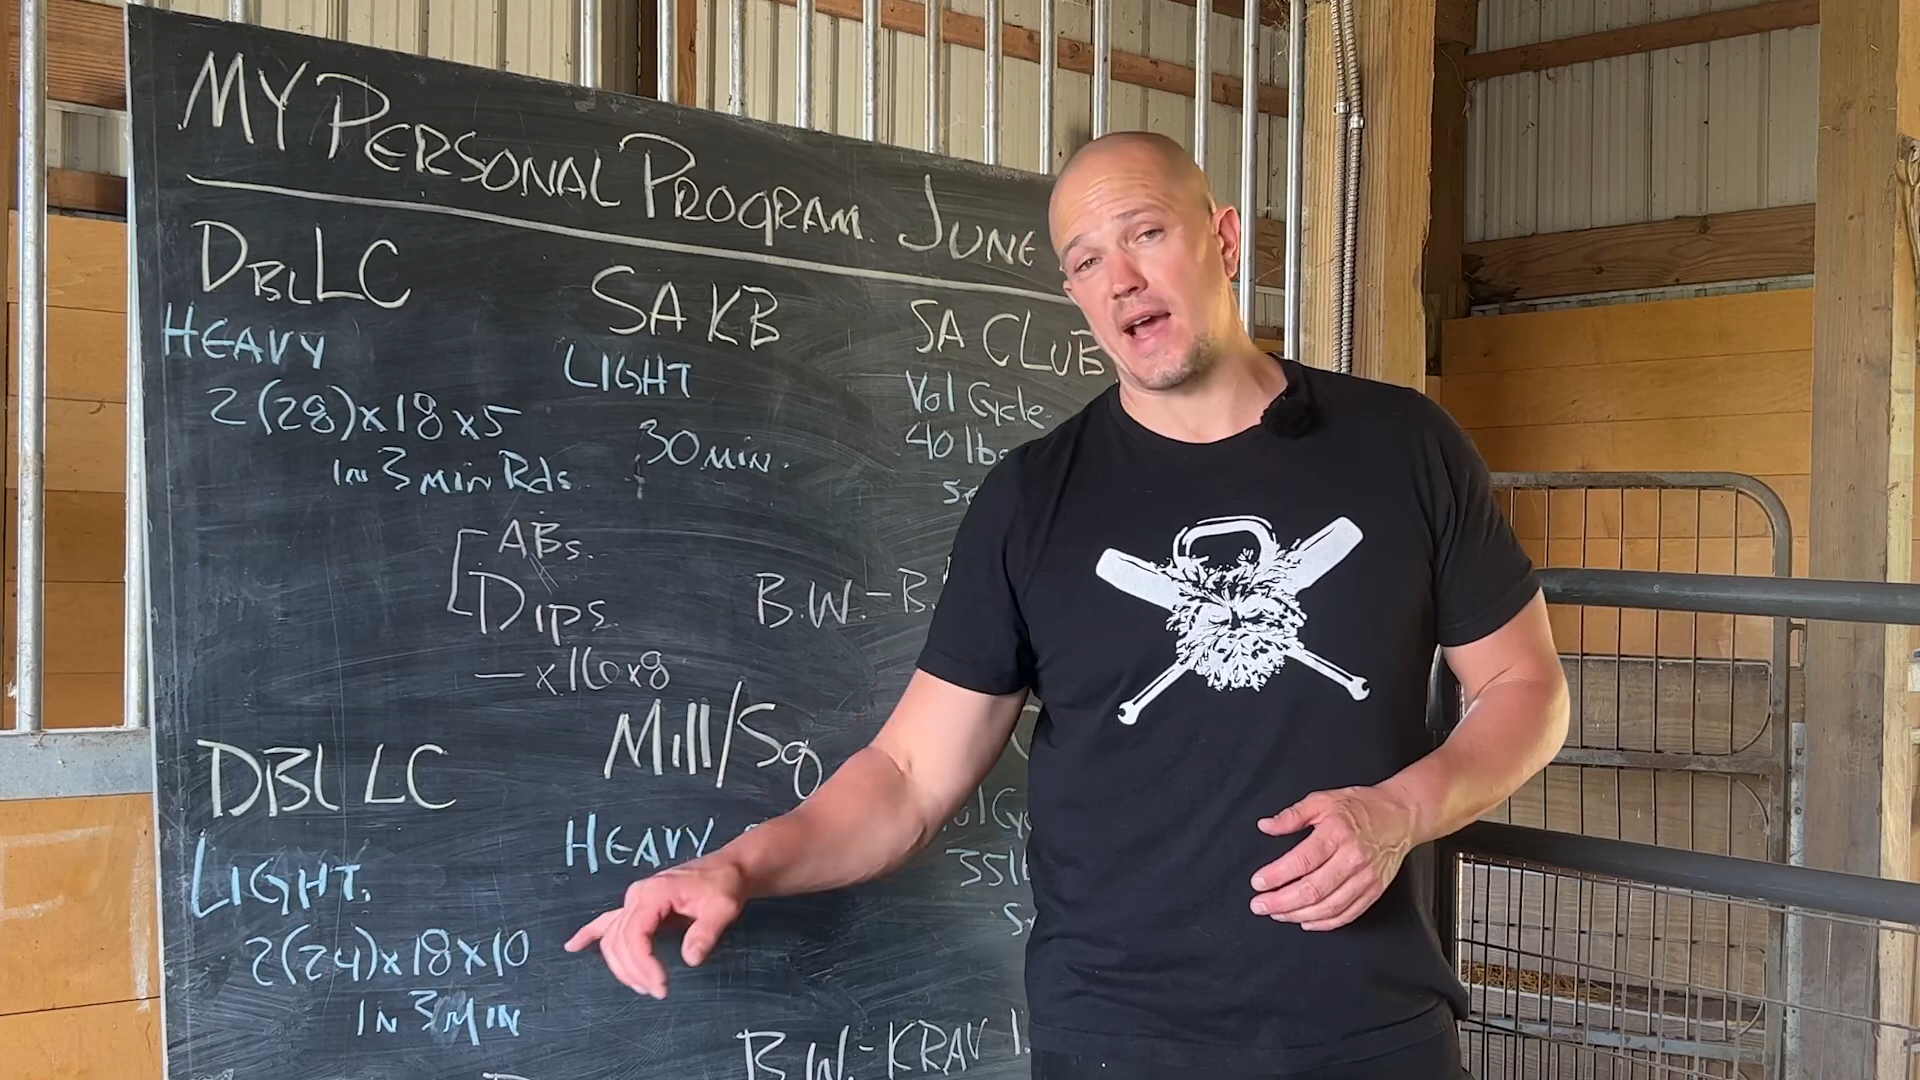 MY PERSONAL PROGRAM. JUNE
DBL LC
HEAVY
2(28)x18x5
IN 3 MIN Rds.
SA KB
LIGHT
30 MIN.
SA CLUB
Vol Cycle.
40 lbs
ABs.
DIPS.
— x16x8
B.W. - B.
DBL LC
LIGHT.
2(24)x18x10
IN 3 MIN
Mill/Sq
HEAVY
35lb
B.W. - KRAV